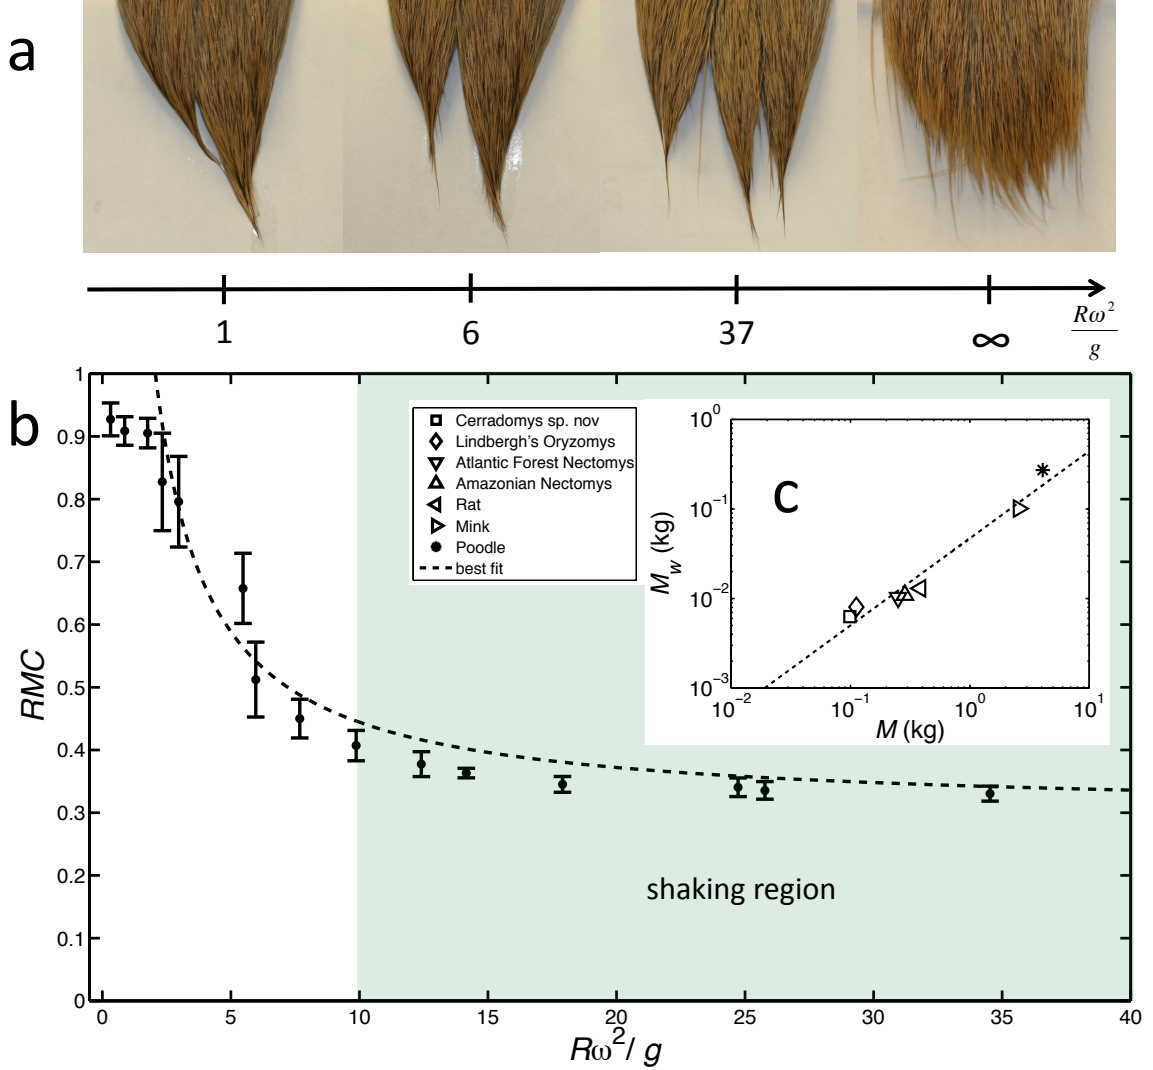 a
1 6 37 ∞ Rω²/g
b
1
0.9
0.8
0.7
0.6
0.5
0.4
0.3
0.2
0.1
0
RMC
Cerradomys sp. nov
Lindbergh's Oryzomys
Atlantic Forest Nectomys
Amazonian Nectomys
Rat
Mink
Poodle
best fit
c
10⁰
10⁻¹
10⁻²
10⁻³
M_w (kg)
10⁻² 10⁻¹ 10⁰ 10¹
M (kg)
shaking region
0 5 10 15 20 25 30 35 40
Rω²/ g